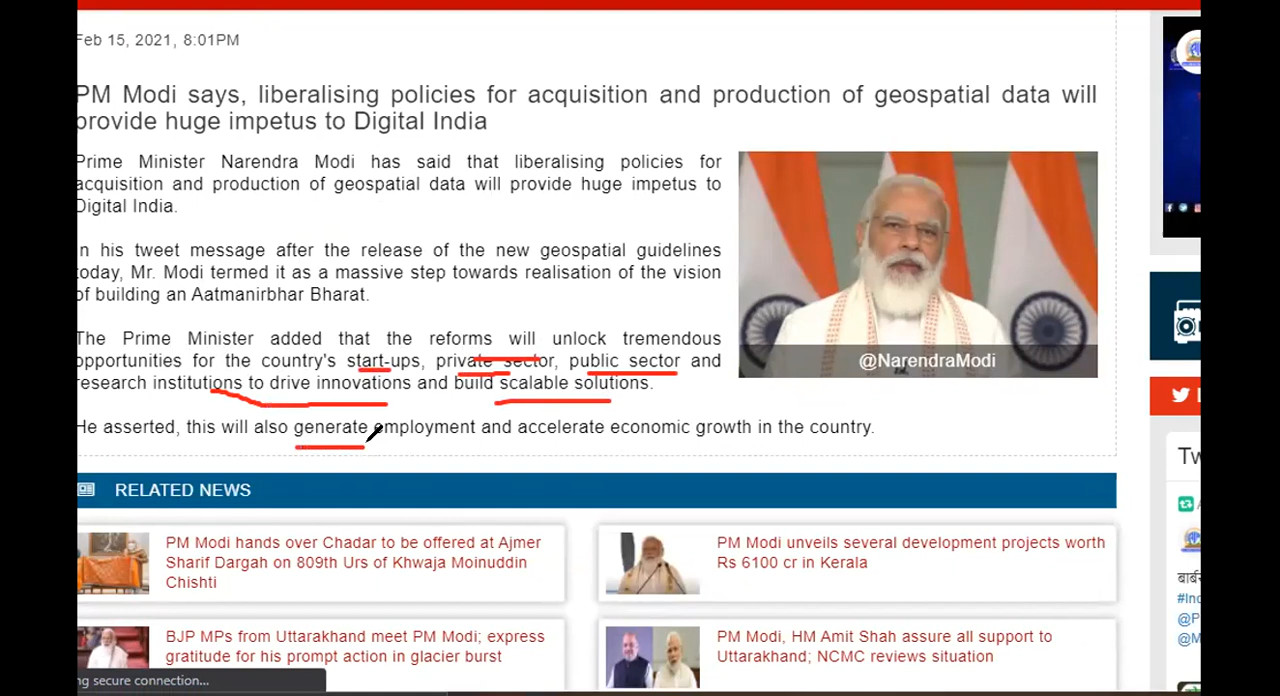 Feb 15, 2021, 8:01PM
PM Modi says, liberalising policies for acquisition and production of geospatial data will
provide huge impetus to Digital India
Prime Minister Narendra Modi has said that liberalising policies for
acquisition and production of geospatial data will provide huge impetus to
Digital India.
In his tweet message after the release of the new geospatial guidelines
today, Mr. Modi termed it as a massive step towards realisation of the vision
of building an Aatmanirbhar Bharat.
@NarendraModi
The Prime Minister added that the reforms will unlock tremendous
opportunities for the country's start-ups, private sector, public sector and
research institutions to drive innovations and build scalable solutions.
He asserted, this will also generate employment and accelerate economic growth in the country.
RELATED NEWS
PM Modi hands over Chadar to be offered at Ajmer
Sharif Dargah on 809th Urs of Khwaja Moinuddin
Chishti
PM Modi unveils several development projects worth
Rs 6100 cr in Kerala
BJP MPs from Uttarakhand meet PM Modi; express
gratitude for his prompt action in glacier burst
PM Modi, HM Amit Shah assure all support to
Uttarakhand; NCMC reviews situation
ng secure connection...
Tw
#Inc
@P
@M